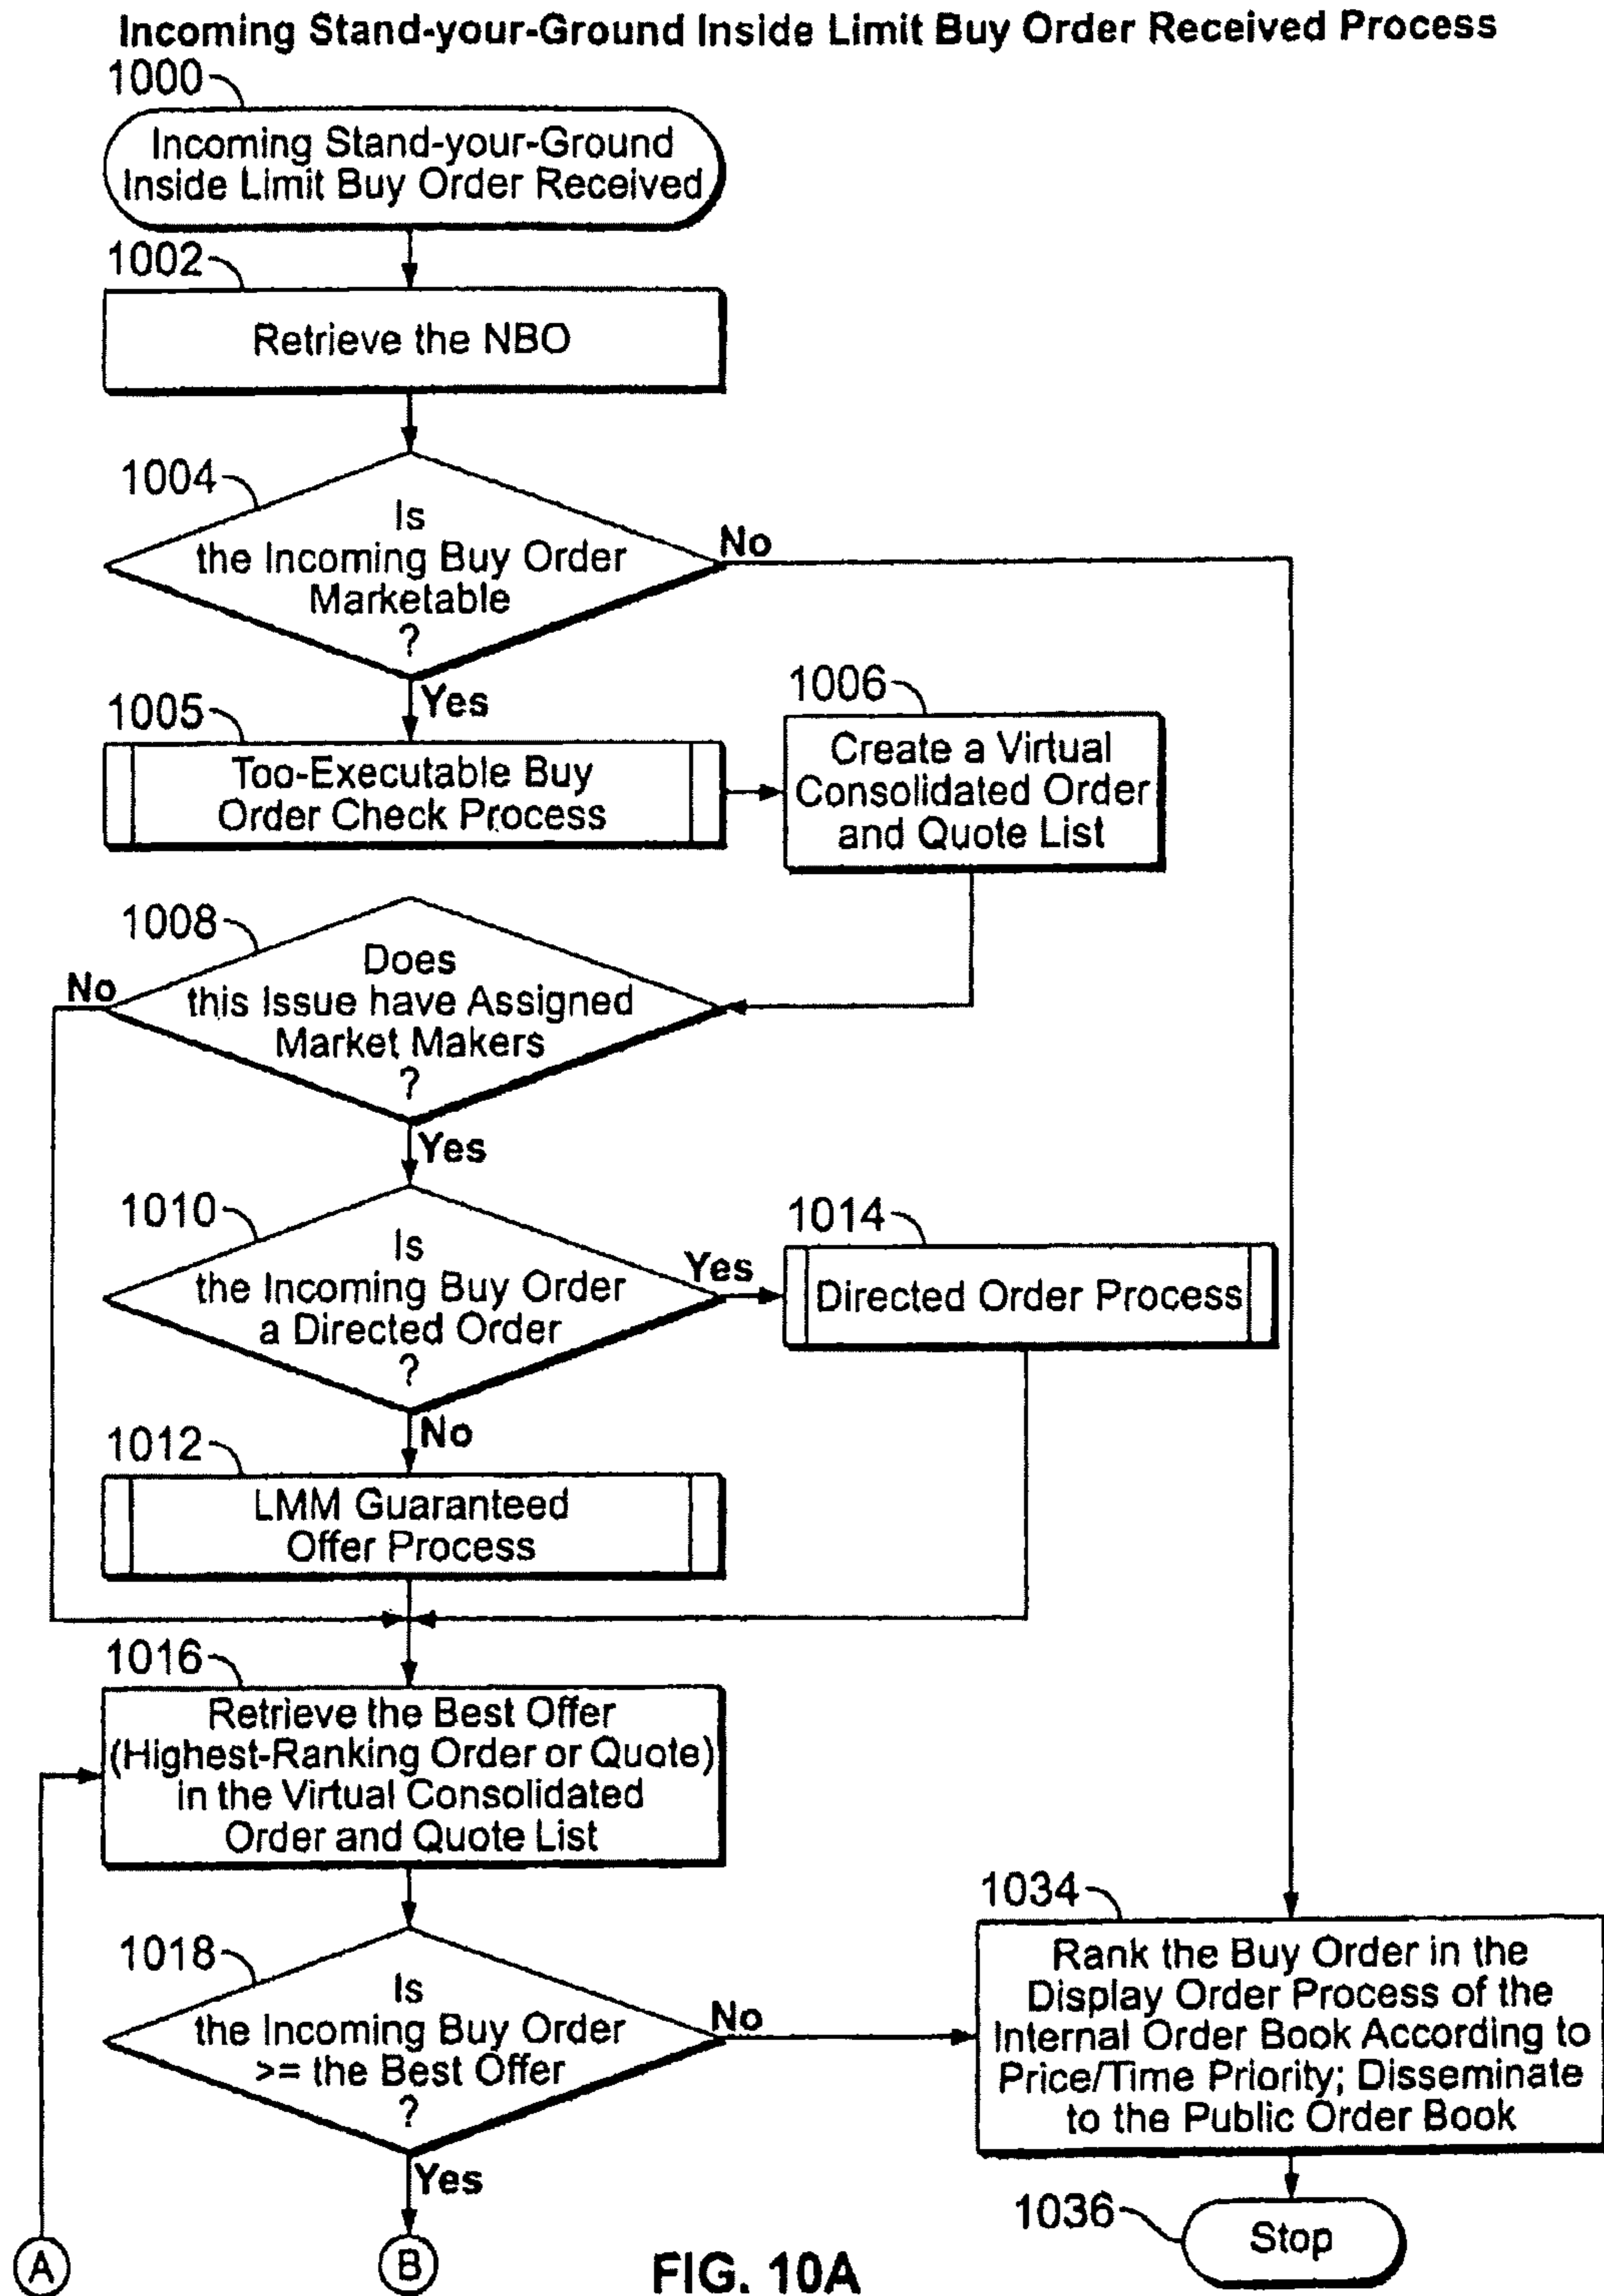 Incoming Stand-your-Ground Inside Limit Buy Order Received Process
1000
Incoming Stand-your-Ground
Inside Limit Buy Order Received
1002
Retrieve the NBO
1004
Is
the Incoming Buy Order
Marketable
?
No
Yes
1005
Too-Executable Buy
Order Check Process
1006
Create a Virtual
Consolidated Order
and Quote List
1008
Does
this Issue have Assigned
Market Makers
?
No
Yes
1010
Is
the Incoming Buy Order
a Directed Order
?
Yes
1014
Directed Order Process
No
1012
LMM Guaranteed
Offer Process
1016
Retrieve the Best Offer
(Highest-Ranking Order or Quote)
in the Virtual Consolidated
Order and Quote List
1018
Is
the Incoming Buy Order
>= the Best Offer
?
No
1034
Rank the Buy Order in the
Display Order Process of the
Internal Order Book According to
Price/Time Priority; Disseminate
to the Public Order Book
Yes
1036
Stop
A
B
FIG. 10A